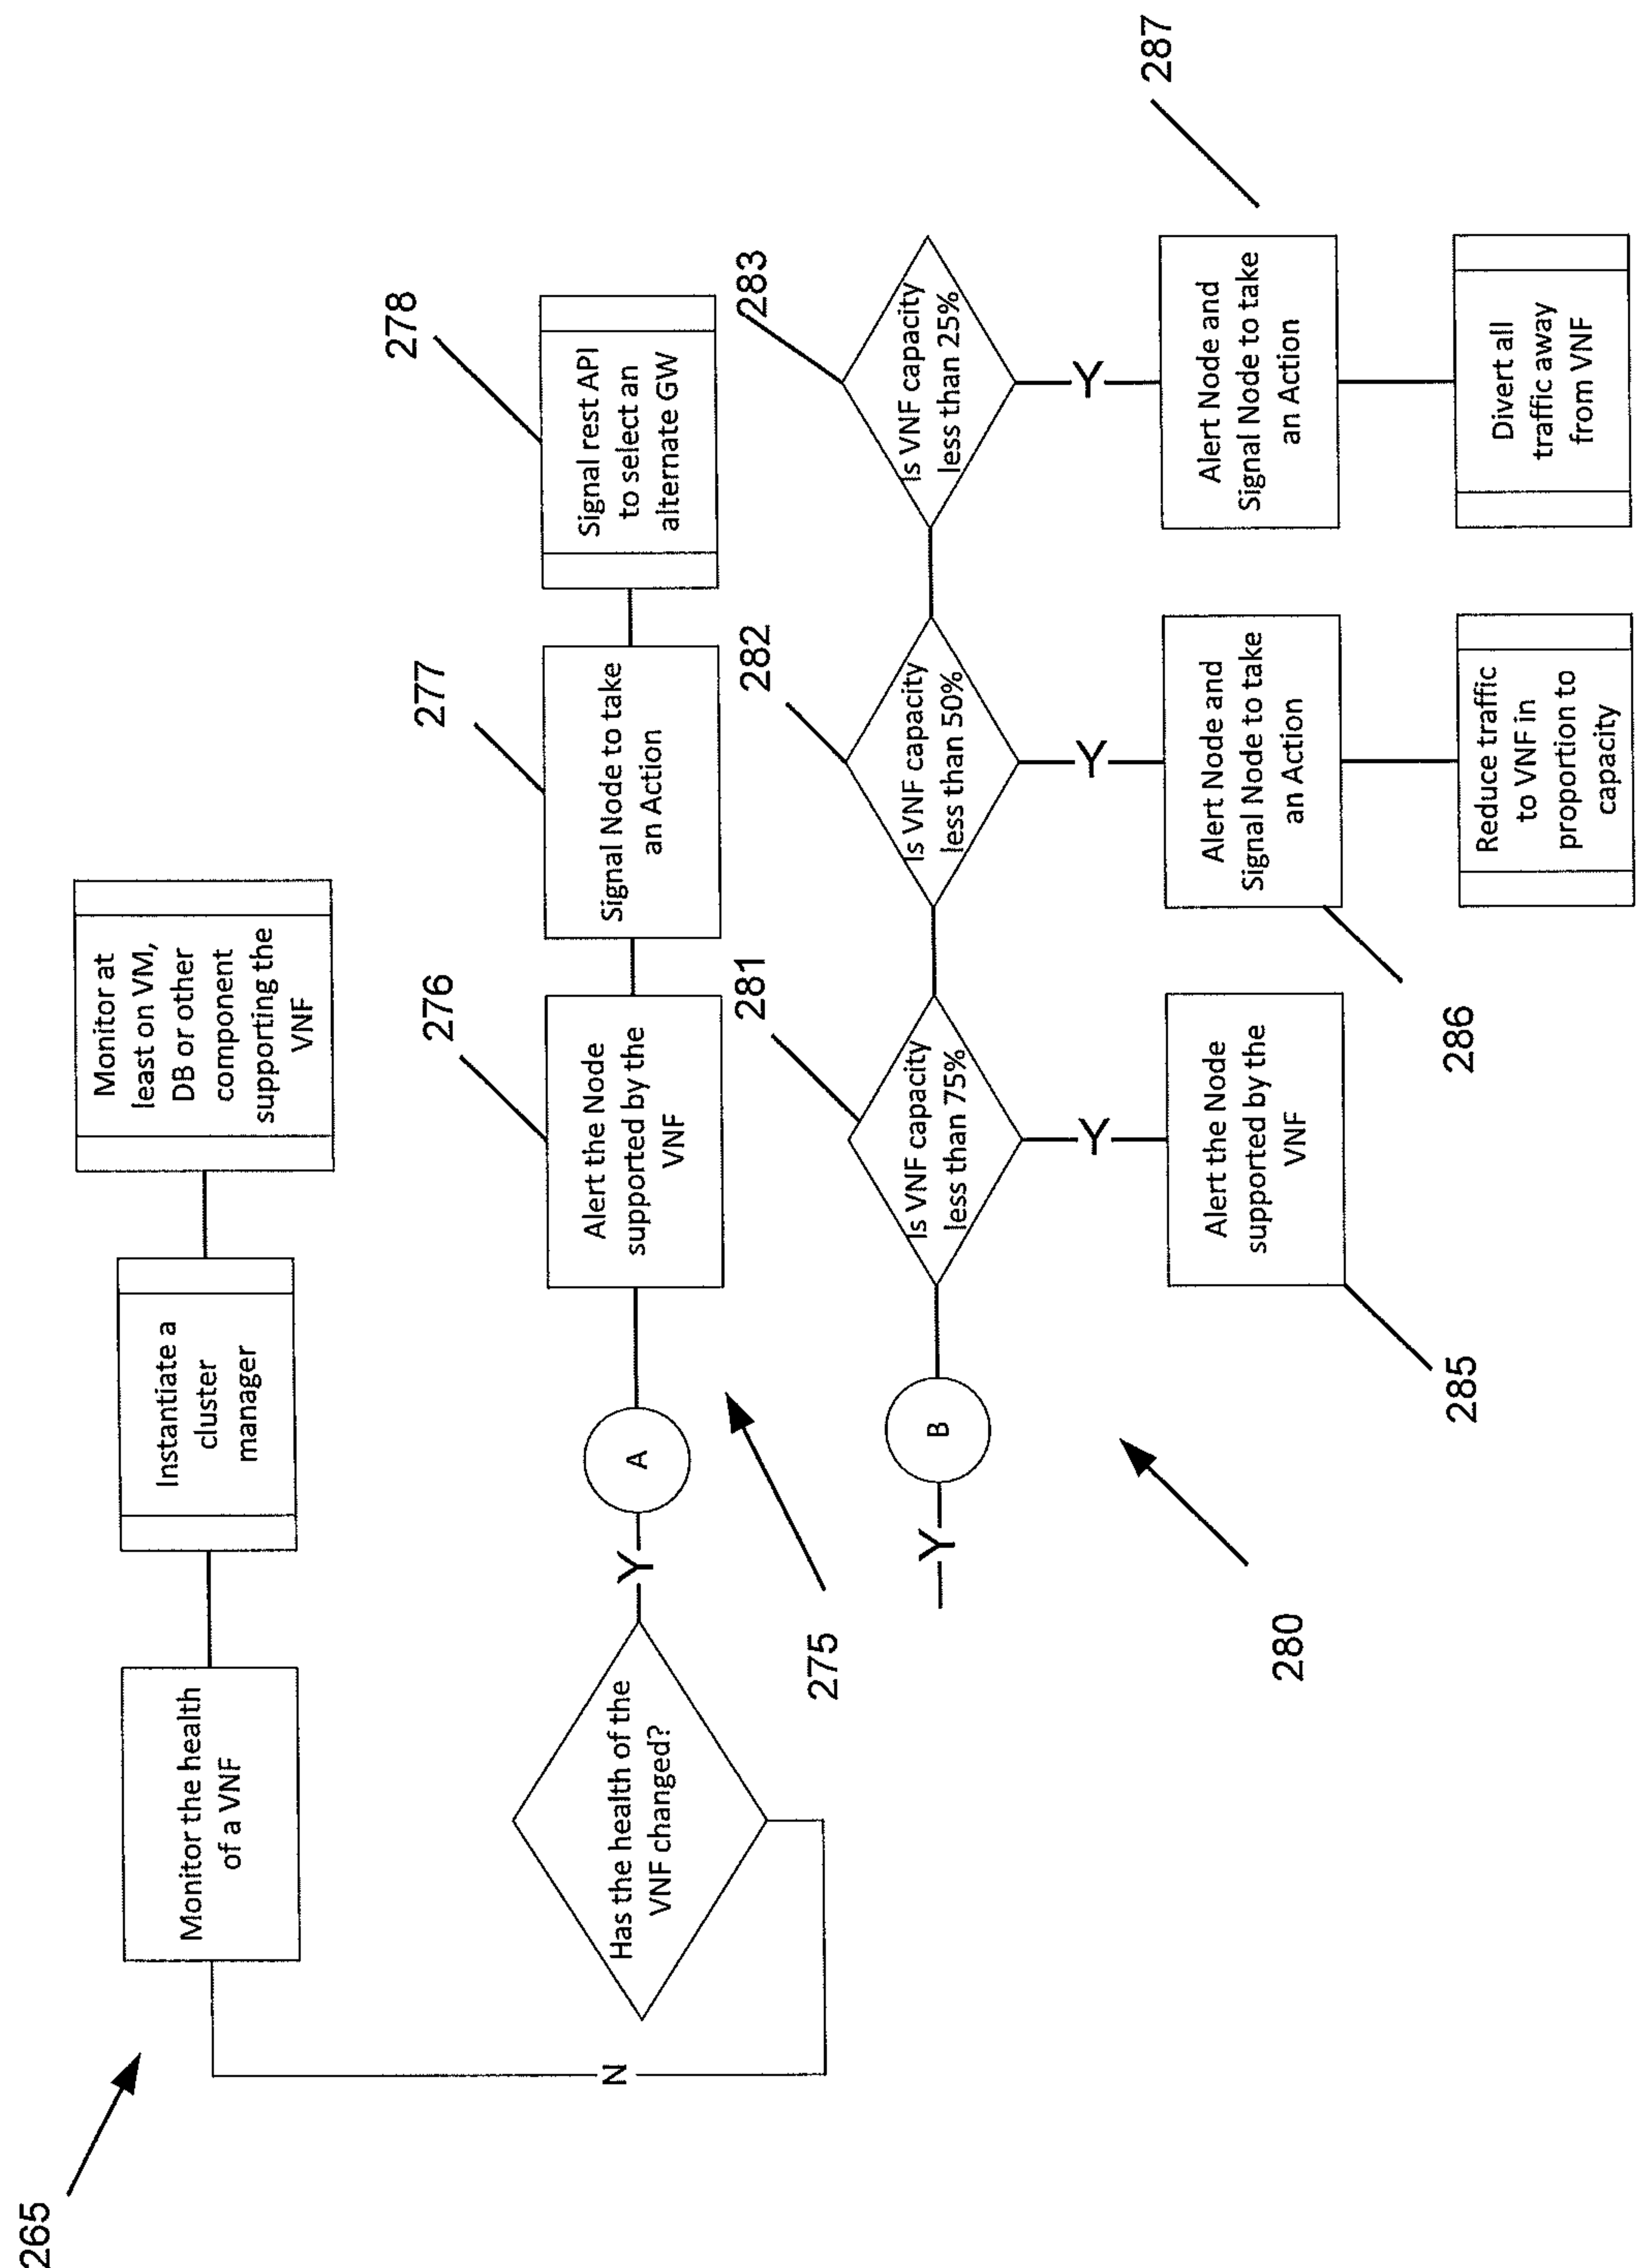 265
Monitor the health
of a VNF
Instantiate a
cluster
manager
Monitor at
least on VM,
DB or other
component
supporting the
VNF
N
Has the health of the
VNF changed?
Y
A
275
276
Alert the Node
supported by the
VNF
277
Signal Node to take
an Action
278
Signal rest API
to select an
alternate GW
Y
B
280
281
Is VNF capacity
less than 75%
282
Is VNF capacity
less than 50%
283
Is VNF capacity
less than 25%
Y
Y
Y
285
Alert the Node
supported by the
VNF
286
Alert Node and
Signal Node to take
an Action
287
Alert Node and
Signal Node to take
an Action
Reduce traffic
to VNF in
proportion to
capacity
Divert all
traffic away
from VNF